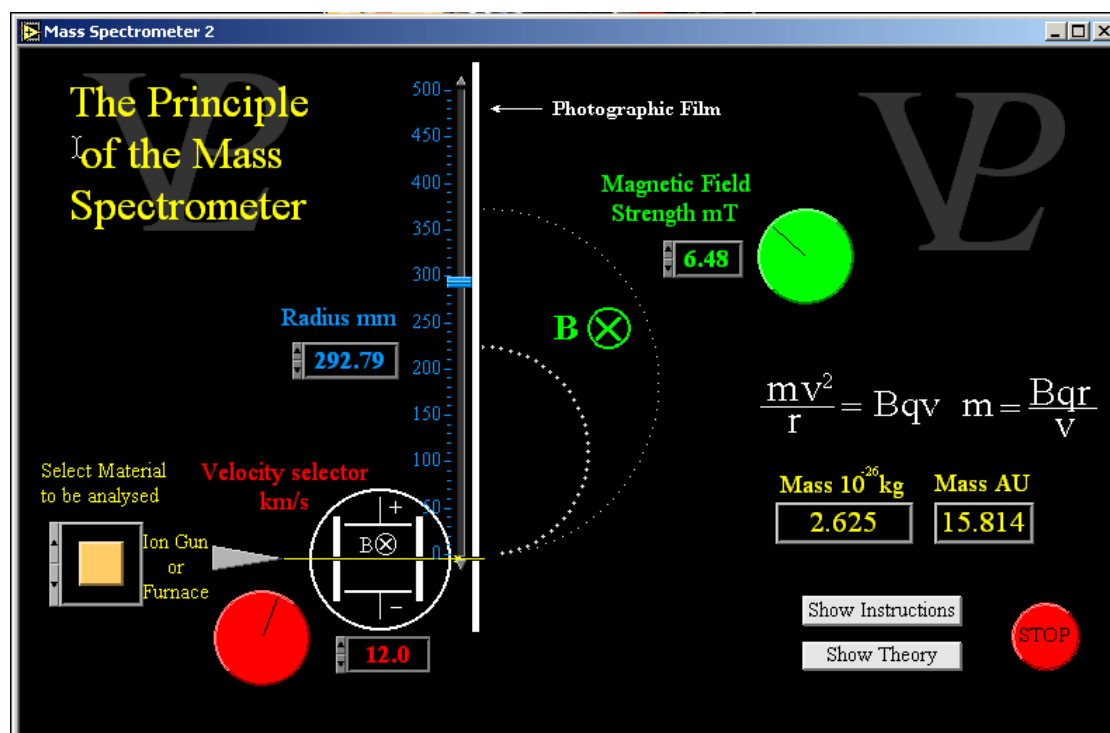 Mass Spectrometer 2
The Principle
of the Mass
Spectrometer
VPL
VPL
500
450
400
350
300
250
200
150
100
50
0
Photographic Film
Magnetic Field
Strength mT
6.48
B
Radius mm
292.79
mv²/r = Bqv m = Bqr/v
Select Material
to be analysed
Velocity selector
km/s
Mass 10⁻²⁶kg Mass AU
2.625 15.814
+
B
−
Ion Gun
or
Furnace
12.0
Show Instructions
Show Theory
STOP